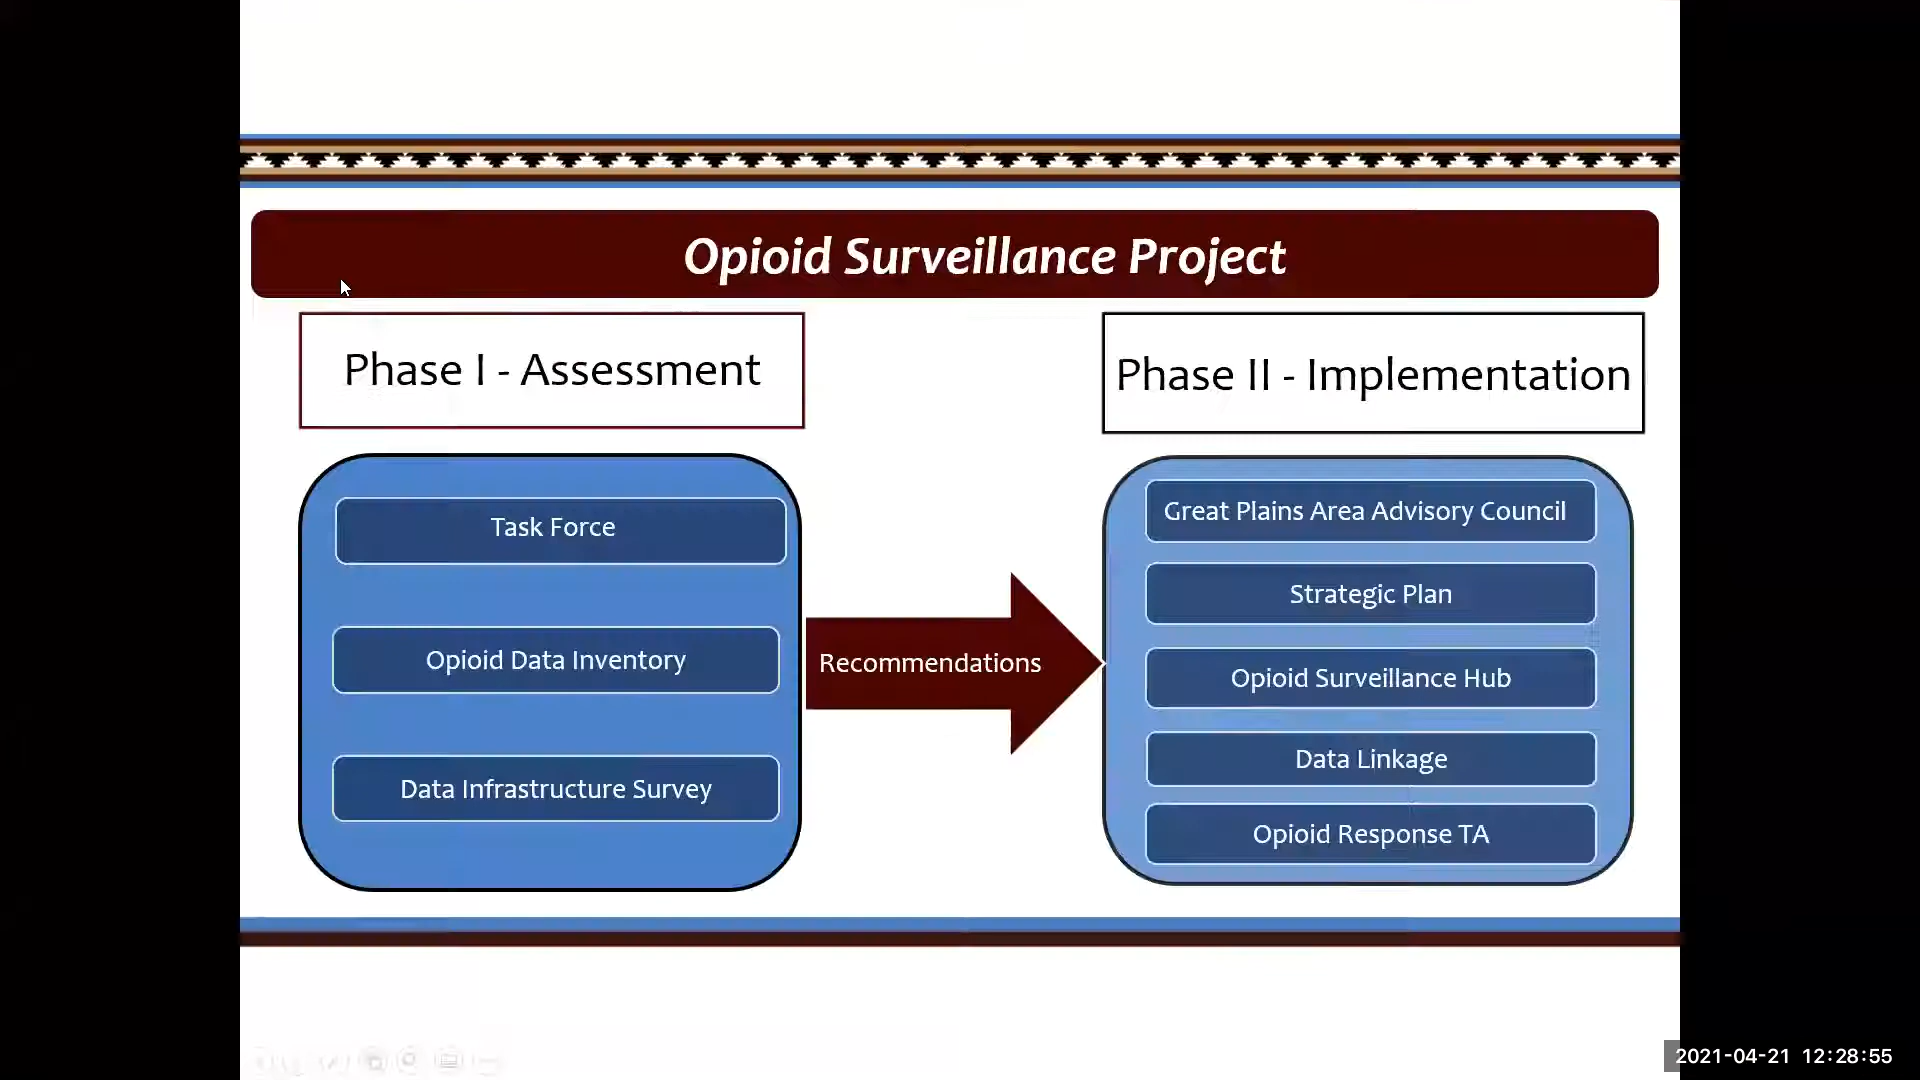 Opioid Surveillance Project
Phase I - Assessment
Task Force
Opioid Data Inventory
Data Infrastructure Survey
Recommendations
Phase II - Implementation
Great Plains Area Advisory Council
Strategic Plan
Opioid Surveillance Hub
Data Linkage
Opioid Response TA
2021-04-21 12:28:55